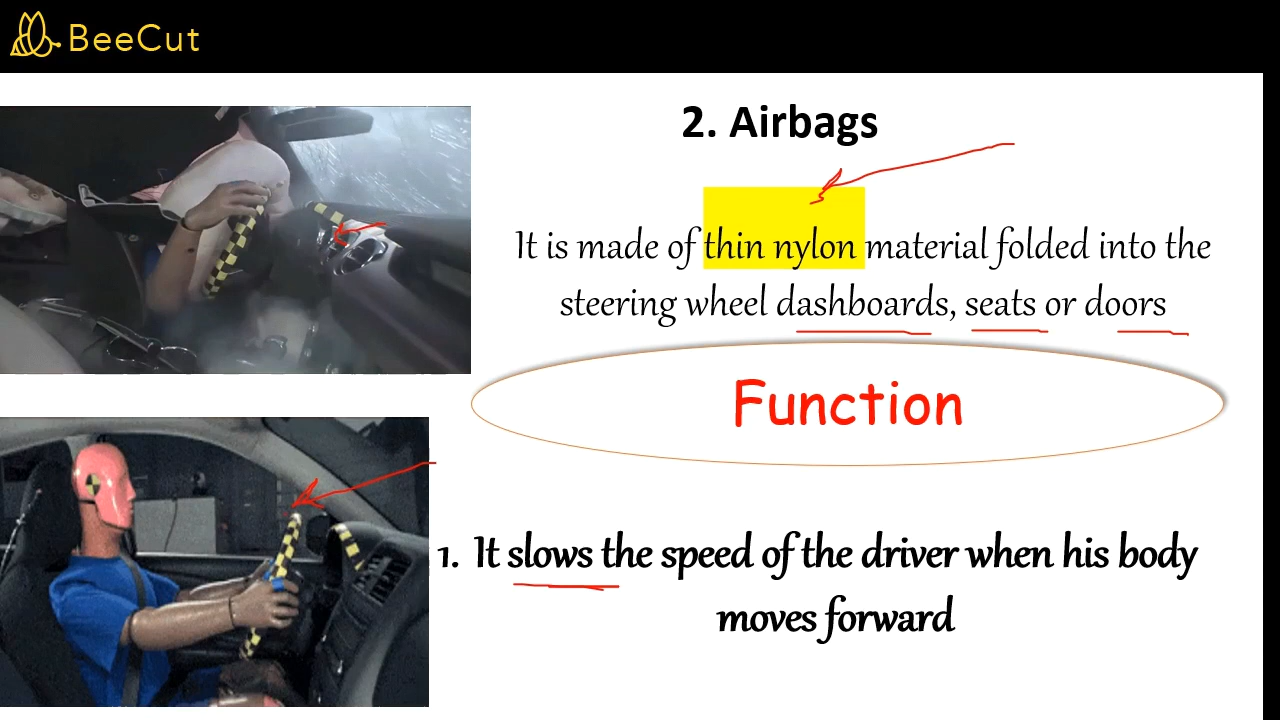 BeeCut
2. Airbags
It is made of thin nylon material folded into the
steering wheel dashboards, seats or doors
Function
1. It slows the speed of the driver when his body
moves forward